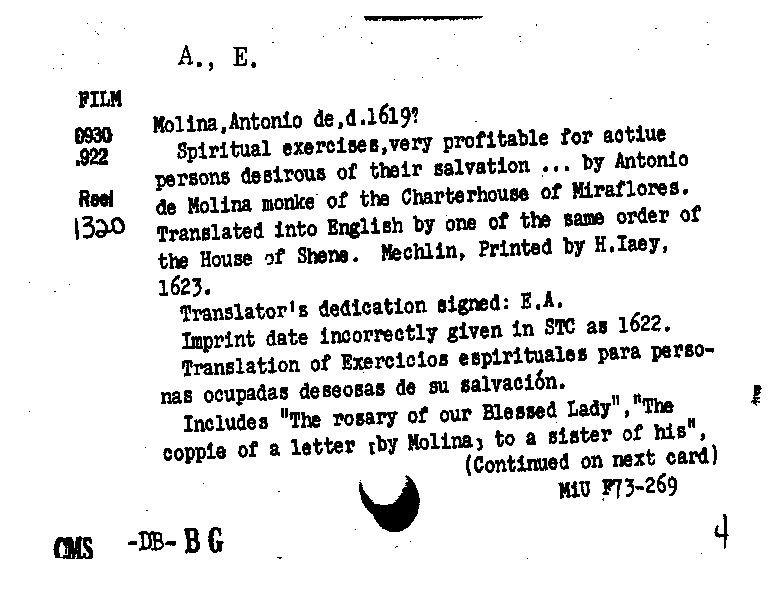 A., E.
FILM
0930
.922
Reel
1320
Molina,Antonio de,d.1619?
Spiritual exercises,very profitable for actiue
persons desirous of their salvation ... by Antonio
de Molina monke of the Charterhouse of Miraflores.
Translated into English by one of the same order of
the House of Shene. Mechlin, Printed by H.Iaey,
1623.
Translator's dedication signed: E.A.
Imprint date incorrectly given in STC as 1622.
Translation of Exercicios espirituales para perso-
nas ocupadas deseosas de su salvación.
Includes "The rosary of our Blessed Lady","The
coppie of a letter [by Molina] to a sister of his",
(Continued on next card)
MiU F73-269
CMS -DB- B G
4